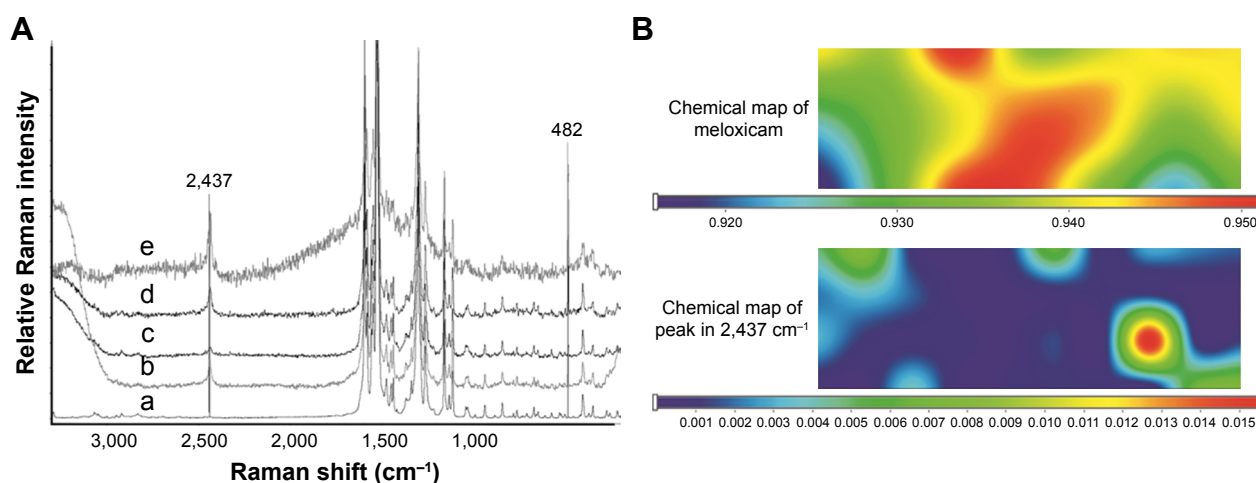 A
Relative Raman intensity
2,437
482
e
d
c
b
a
3,000 2,500 2,000 1,500 1,000
Raman shift (cm⁻¹)
B
Chemical map of
meloxicam
0.920 0.930 0.940 0.950
Chemical map of
peak in 2,437 cm⁻¹
0.001 0.002 0.003 0.004 0.005 0.006 0.007 0.008 0.009 0.010 0.011 0.012 0.013 0.014 0.015